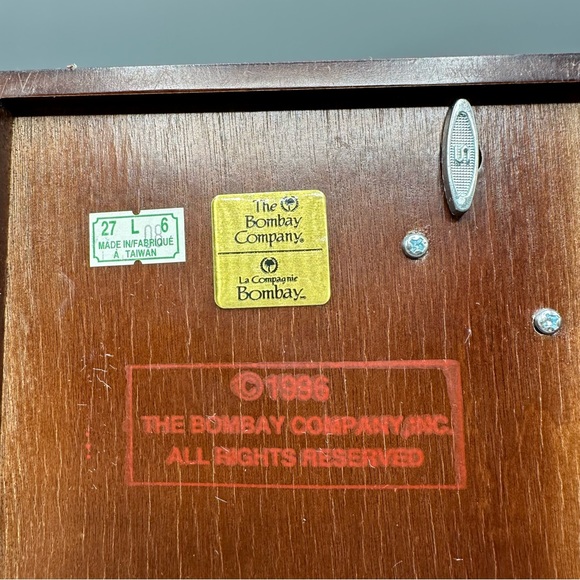 27 L 6
MADE IN/FABRIQUÉ
À TAIWAN
The
Bombay
Company®
La Compagnie
Bombay
©1996
THE BOMBAY COMPANY, INC.
ALL RIGHTS RESERVED